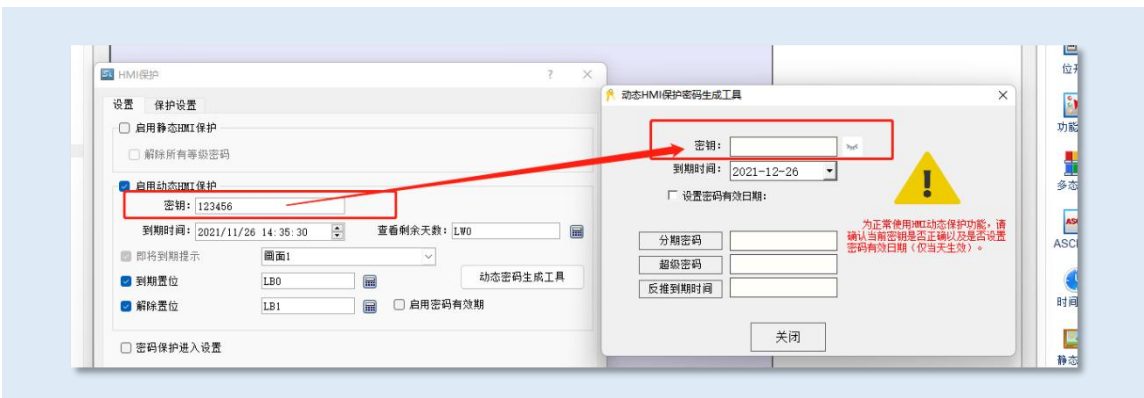 HMI保护
? ×
设置 保护设置
启用静态HMI保护
解除所有等级密码
启用动态HMI保护
密钥: 123456
到期时间: 2021/11/26 14:35:30 查看剩余天数: LW0
即将到期提示 画面1
到期置位 LB0 动态密码生成工具
解除置位 LB1 启用密码有效期
密码保护进入设置
动态HMI保护密码生成工具 ×
密钥:
到期时间: 2021-12-26
设置密码有效日期:
为正常使用HMI动态保护功能，请
确认当前密钥是否正确以及是否设置
密码有效日期（仅当天生效）。
分期密码
超级密码
反推到期时间
关闭
功能
多态
ASC
ASCI
时间
静态